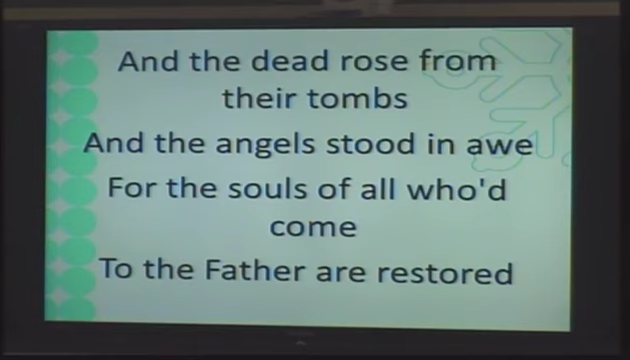 And the dead rose from
their tombs
And the angels stood in awe
For the souls of all who'd
come
To the Father are restored